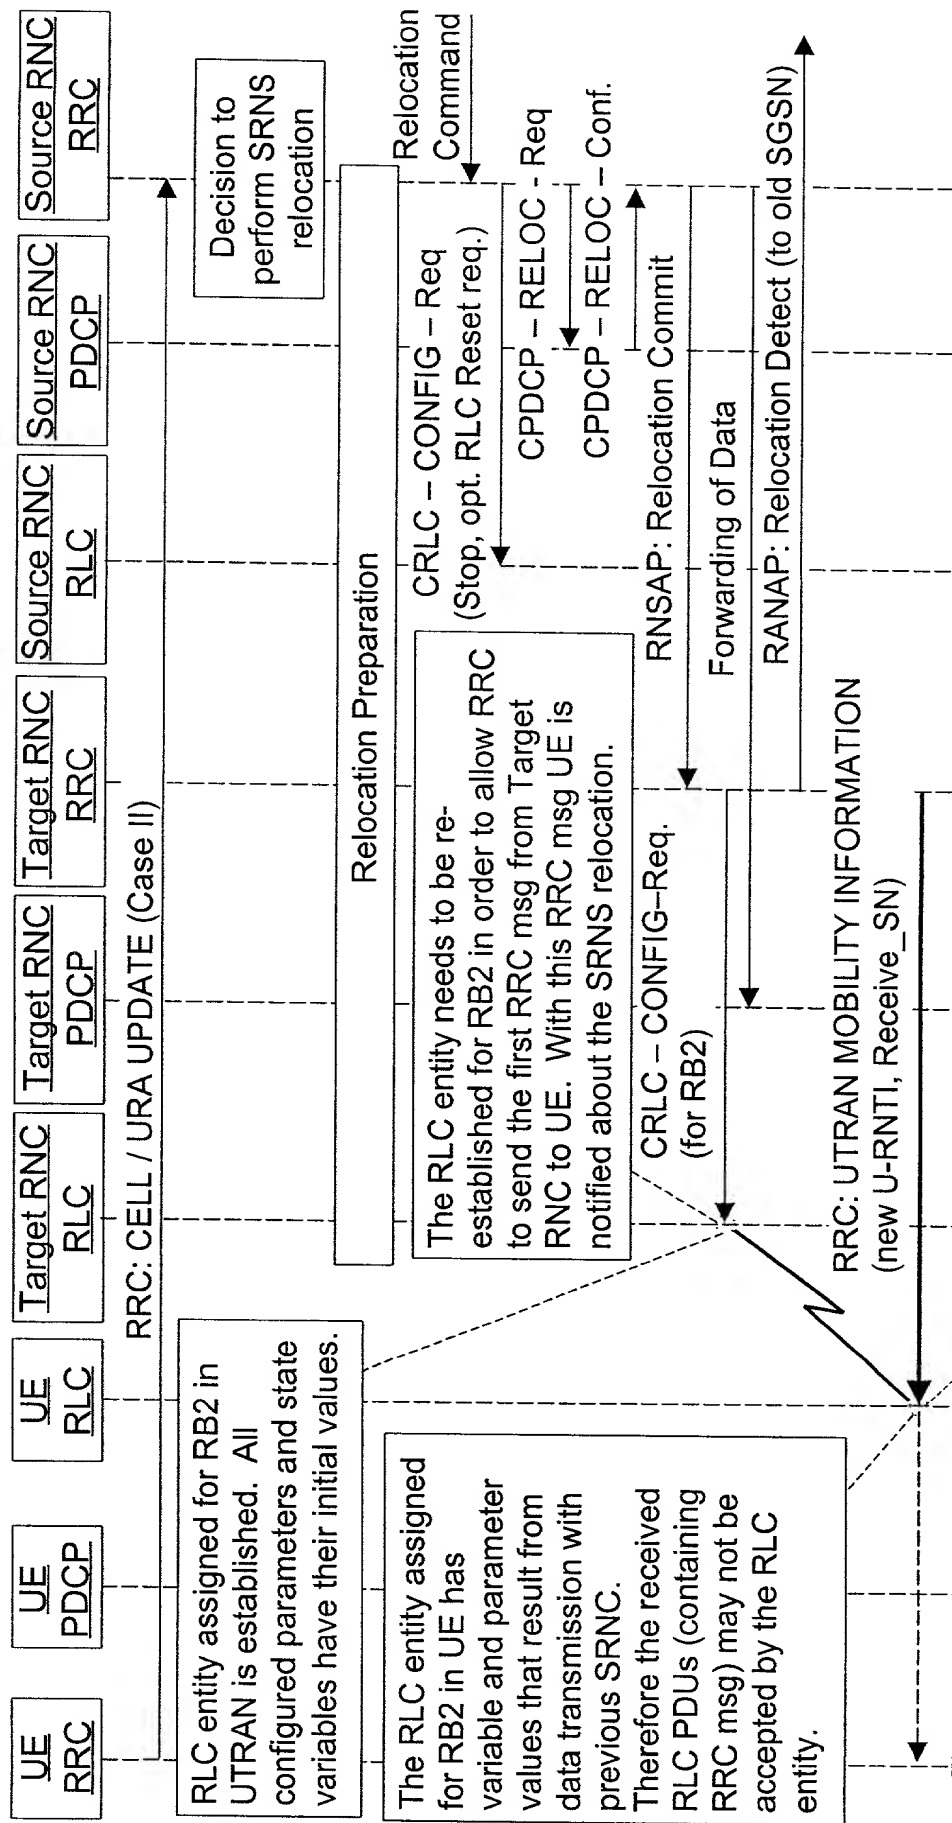 UE
RRC
UE
PDCP
UE
RLC
Target RNC
RLC
Target RNC
PDCP
Target RNC
RRC
Source RNC
RLC
Source RNC
PDCP
Source RNC
RRC
RRC: CELL / URA UPDATE (Case II)
Decision to
perform SRNS
relocation
RLC entity assigned for RB2 in
UTRAN is established. All
configured parameters and state
variables have their initial values.
Relocation Preparation
Relocation
Command
CRLC – CONFIG – Req
(Stop, opt. RLC Reset req.)
CPDCP – RELOC - Req
CPDCP – RELOC – Conf.
The RLC entity needs to be re-
established for RB2 in order to allow RRC
to send the first RRC msg from Target
RNC to UE. With this RRC msg UE is
notified about the SRNS relocation.
The RLC entity assigned
for RB2 in UE has
variable and parameter
values that result from
data transmission with
previous SRNC.
Therefore the received
RLC PDUs (containing
RRC msg) may not be
accepted by the RLC
entity.
RNSAP: Relocation Commit
CRLC – CONFIG–Req.
(for RB2)
Forwarding of Data
RANAP: Relocation Detect (to old SGSN)
RRC: UTRAN MOBILITY INFORMATION
(new U-RNTI, Receive_SN)